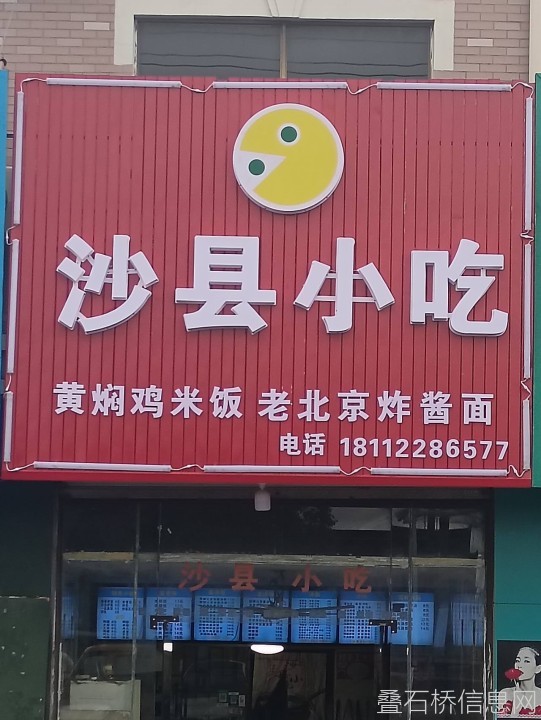 沙县小吃
黄焖鸡米饭 老北京炸酱面
电话 18112286577
沙县 小吃
叠石桥信息网